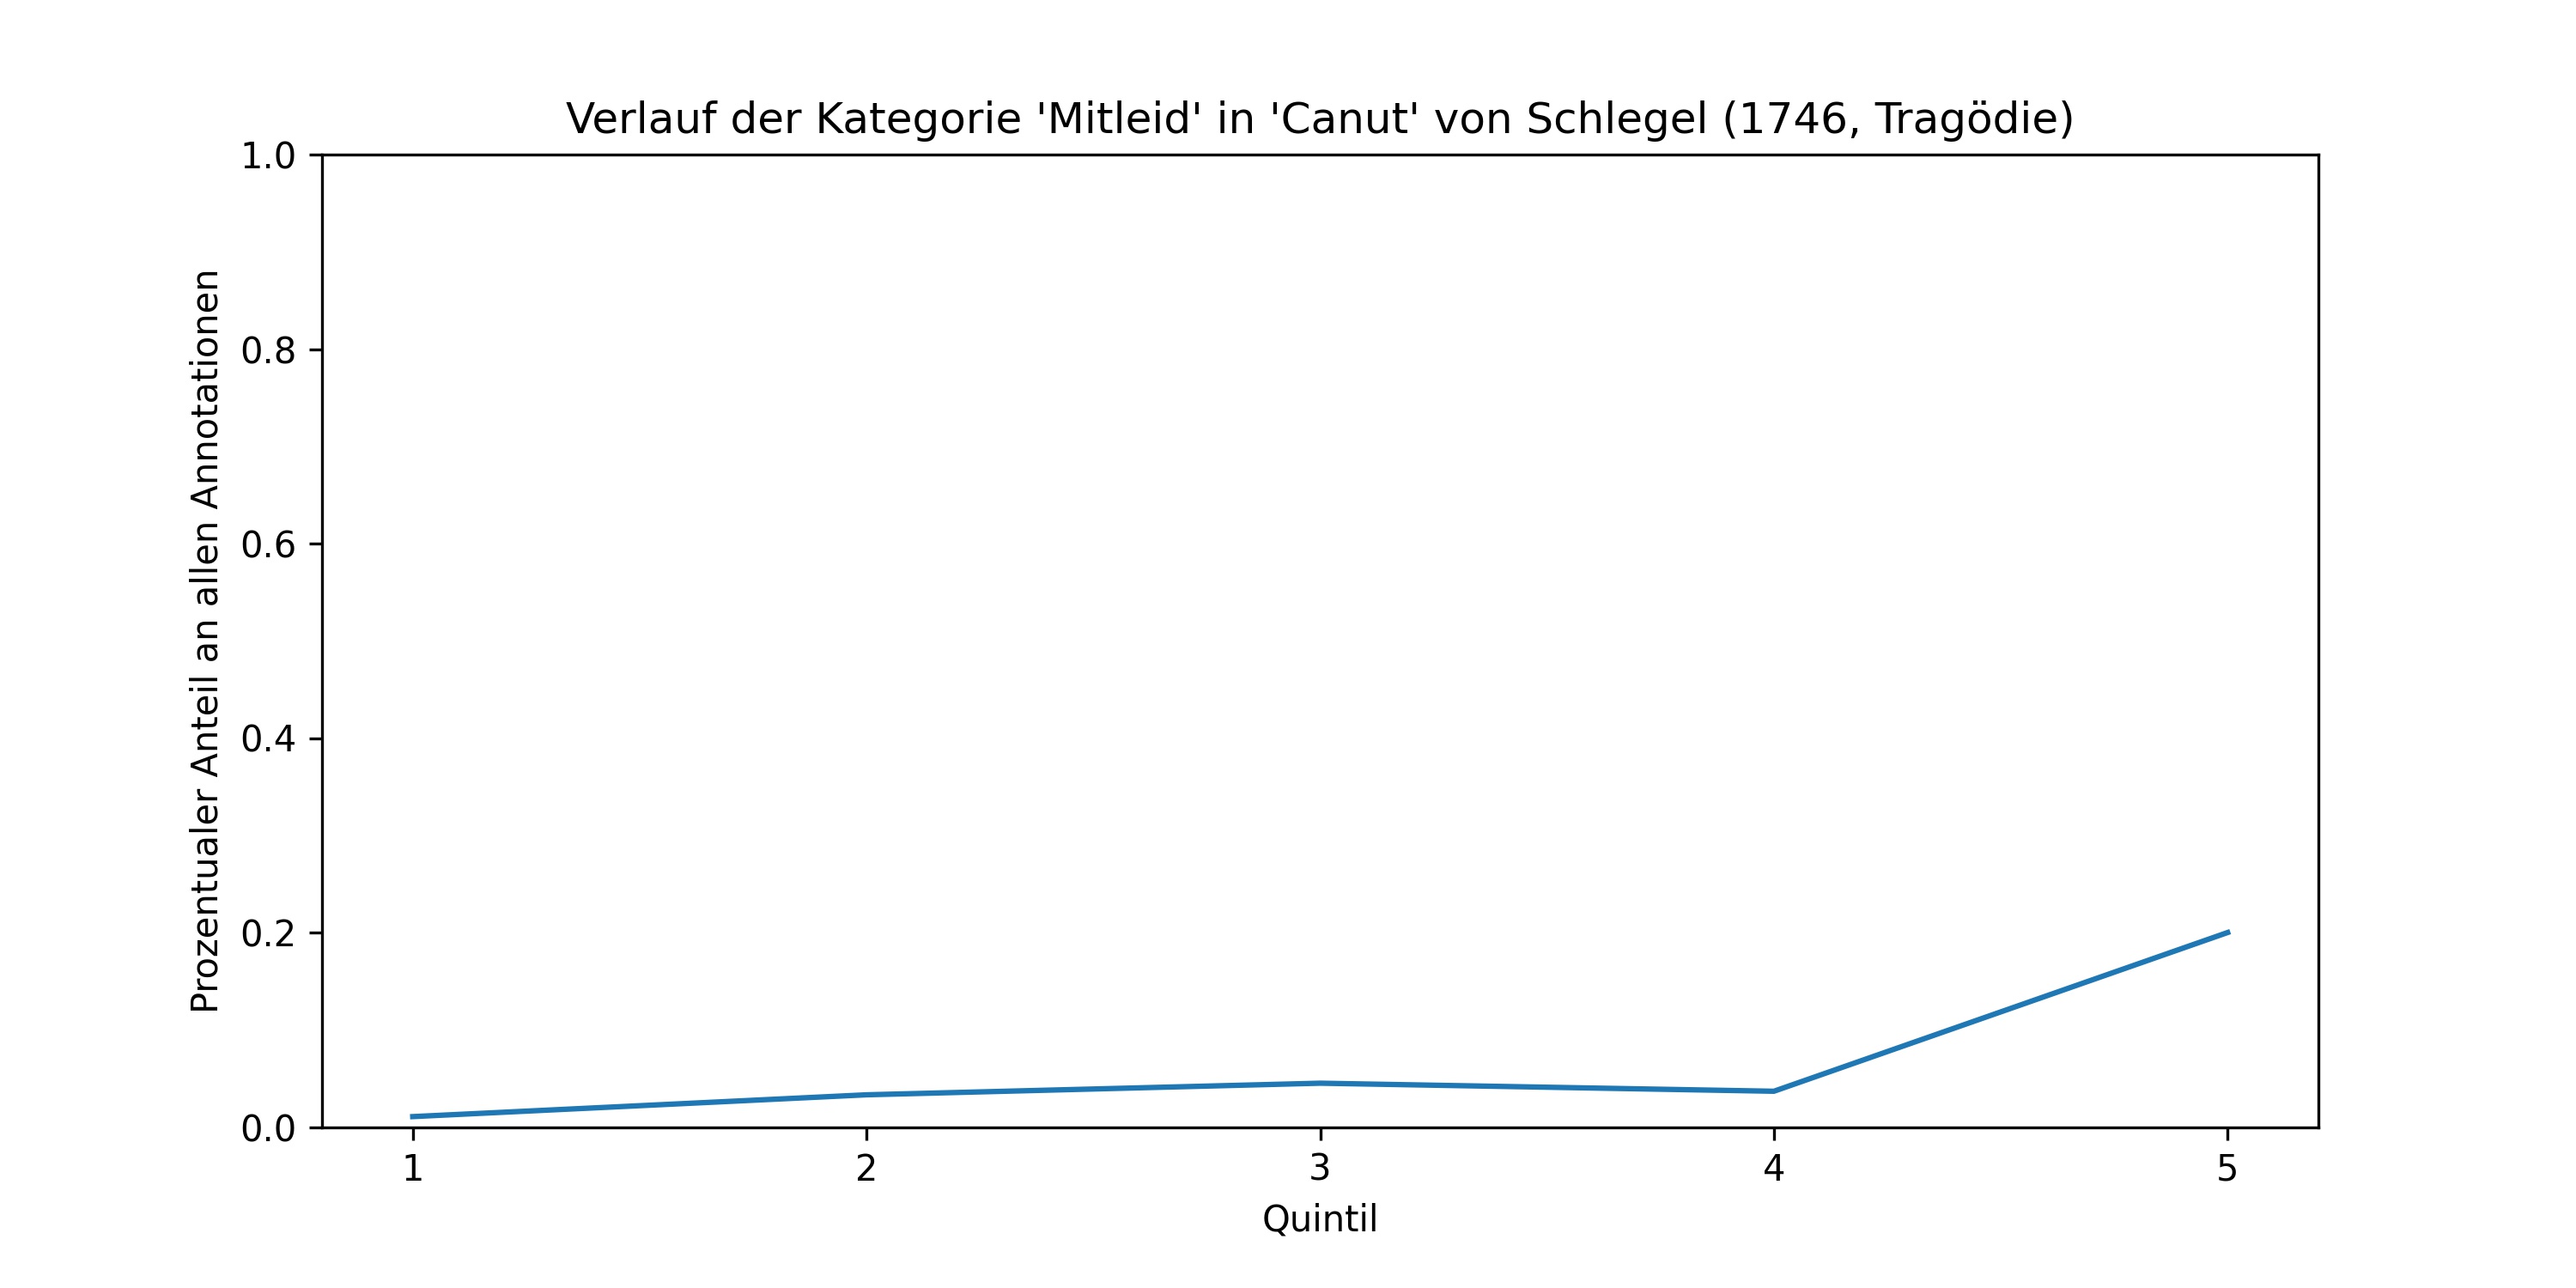 Verlauf der Kategorie 'Mitleid' in 'Canut' von Schlegel (1746, Tragödie)
Prozentualer Anteil an allen Annotationen
1.0
0.8
0.6
0.4
0.2
0.0
1 2 3 4 5
Quintil